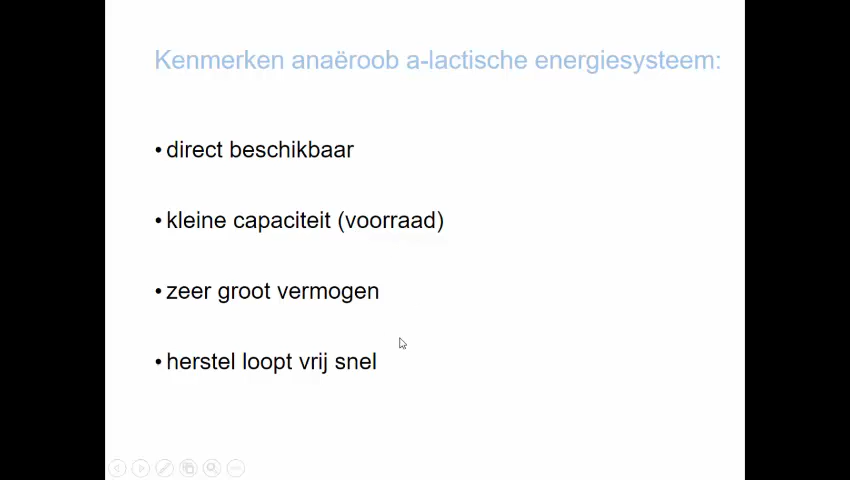 Kenmerken anaëroob a-lactische energiesysteem:
• direct beschikbaar
• kleine capaciteit (voorraad)
• zeer groot vermogen
• herstel loopt vrij snel